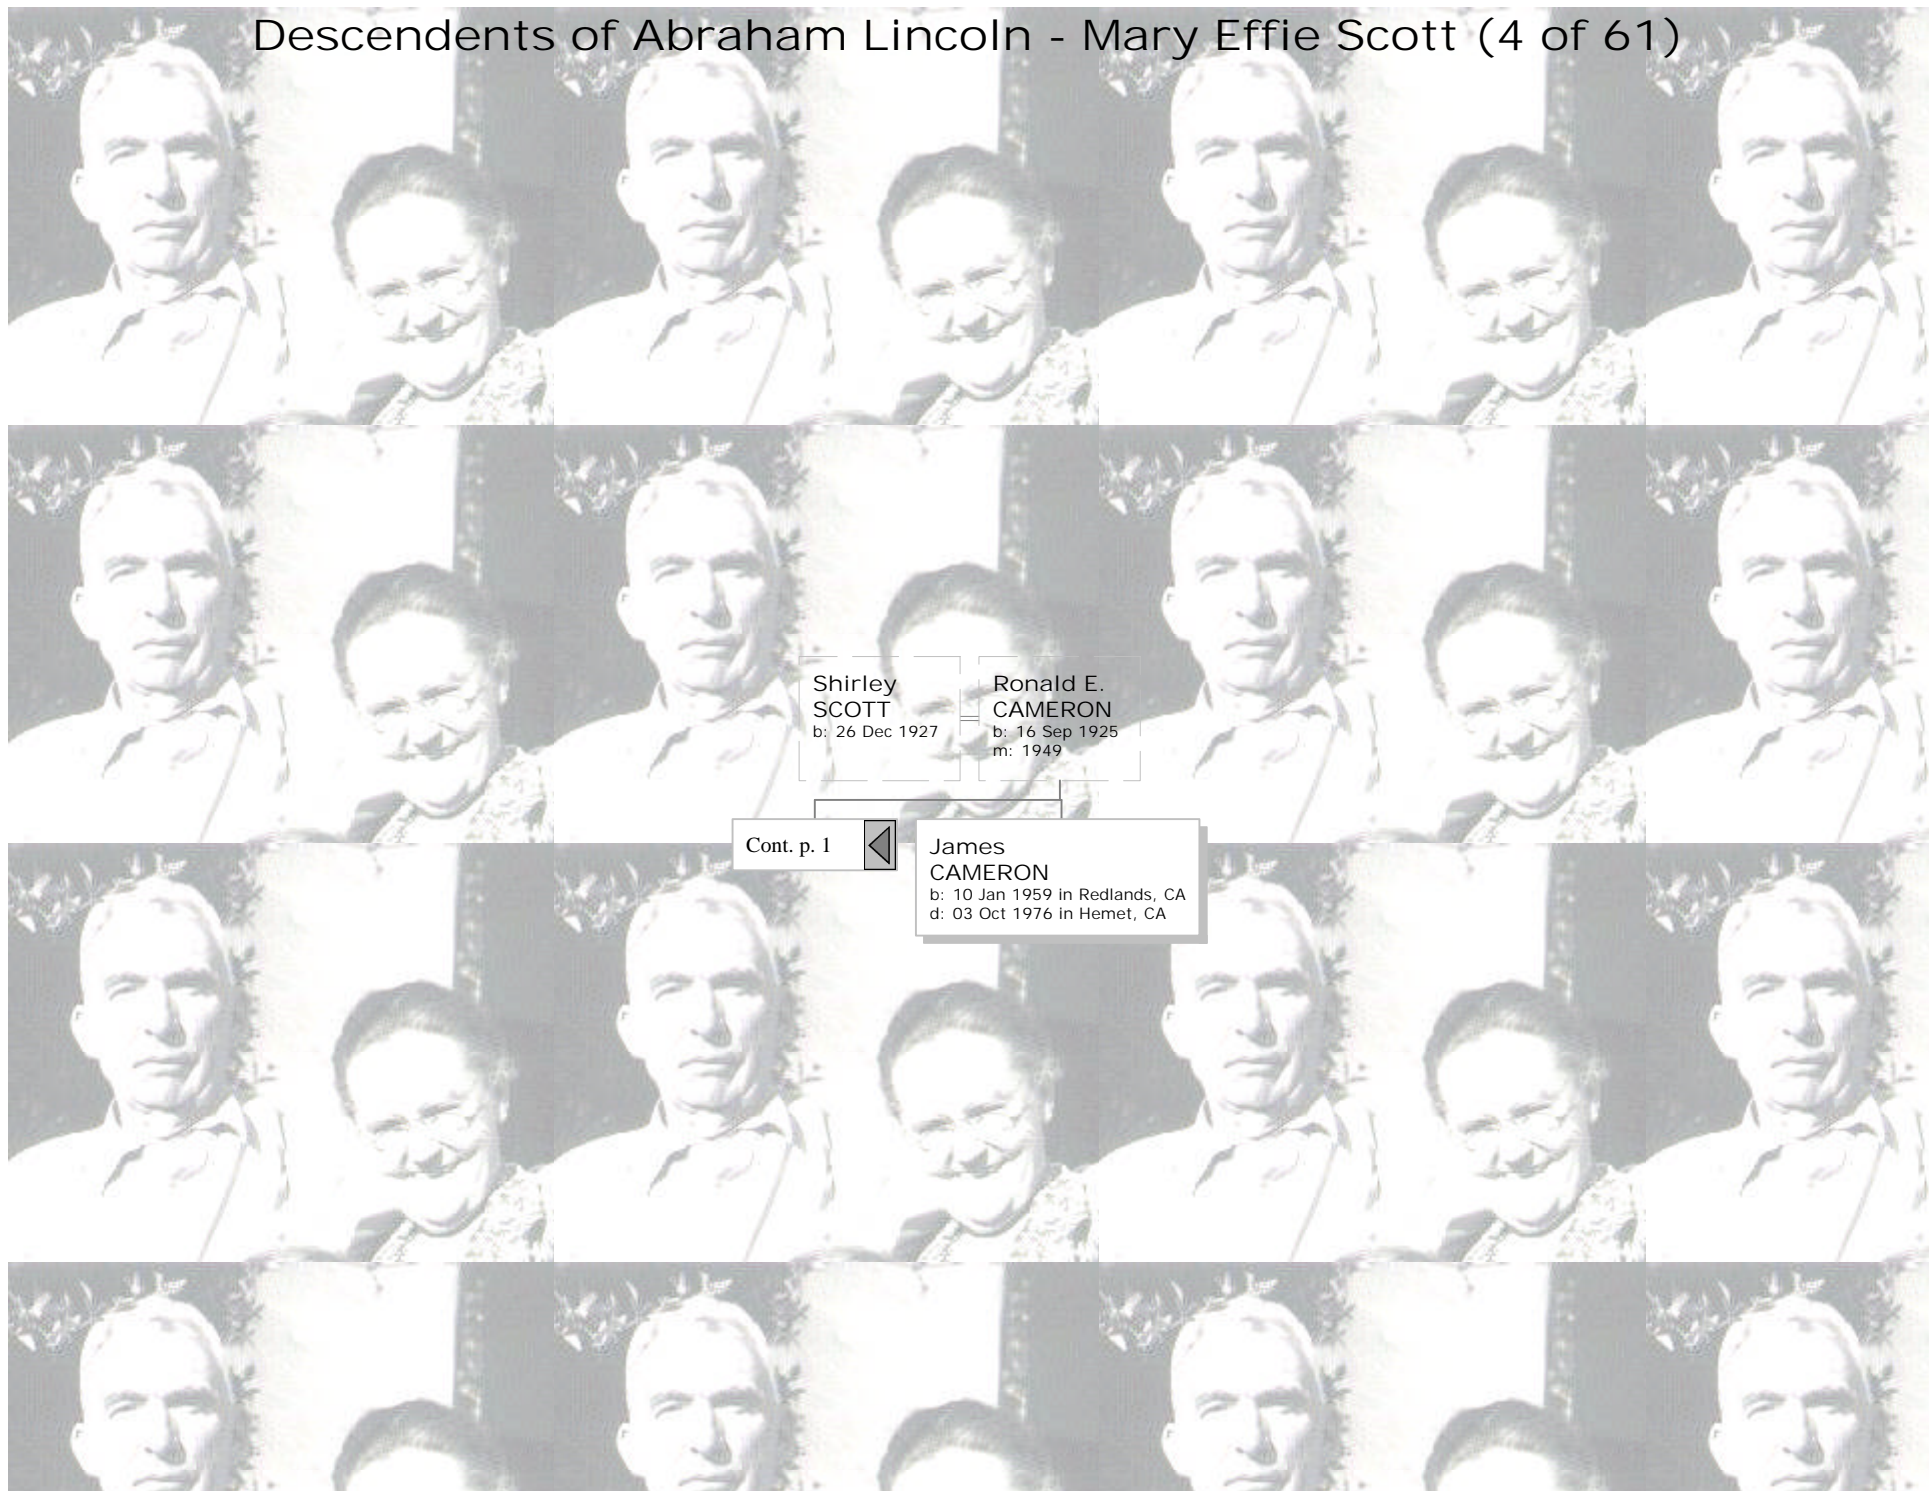 Descendents of Abraham Lincoln - Mary Effie Scott (4 of 61)
Shirley
SCOTT
b: 26 Dec 1927
Ronald E.
CAMERON
b: 16 Sep 1925
m: 1949
Cont. p. 1
James
CAMERON
b: 10 Jan 1959 in Redlands, CA
d: 03 Oct 1976 in Hemet, CA